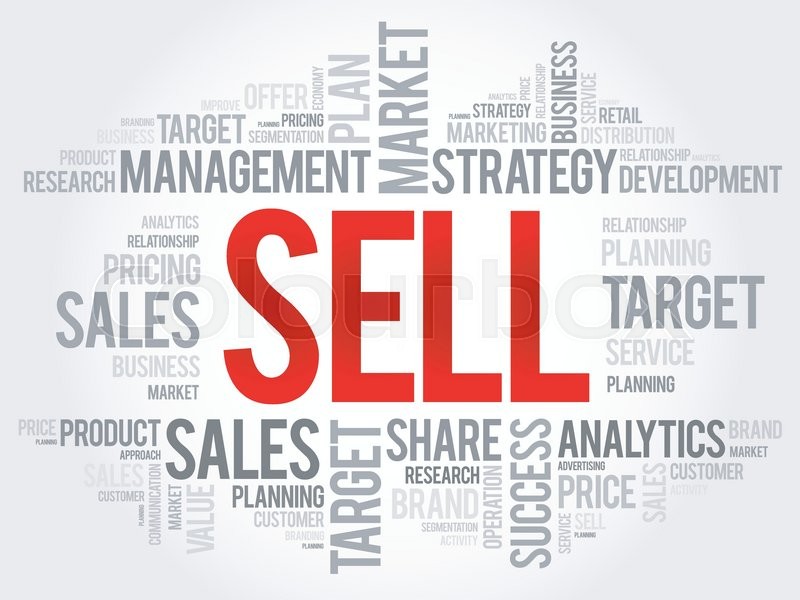 MARKET
PLAN
ECONOMY
OFFER
IMPROVE
BRANDING
TARGET
PLANNING
PRICING
BUSINESS
SEGMENTATION
PRODUCT
RESEARCH
MANAGEMENT
ANALYTICS
PRICE
RELATIONSHIP
BUSINESS
SERVICE
PLANNING
STRATEGY
RETAIL
MARKETING
DISTRIBUTION
STRATEGY
RELATIONSHIP
ANALYTICS
DEVELOPMENT
ANALYTICS
RELATIONSHIP
PRICING
SALES
BUSINESS
MARKET
SELL
colourbox
RELATIONSHIP
PLANNING
TARGET
SERVICE
PLANNING
PRICE
PLANNING
PRODUCT
APPROACH
SALES
SALES
CUSTOMER
PLANNING
COMMUNICATION
MARKET
VALUE
PLANNING
CUSTOMER
BRANDING
PLANNING
TARGET
SHARE
RESEARCH
BRAND
SEGMENTATION
ACTIVITY
OPERATION
SUCCESS
ANALYTICS
BRAND
MARKET
ADVERTISING
PRICE
SALES
CUSTOMER
ACTIVITY
SERVICE
SELL
PLANNING